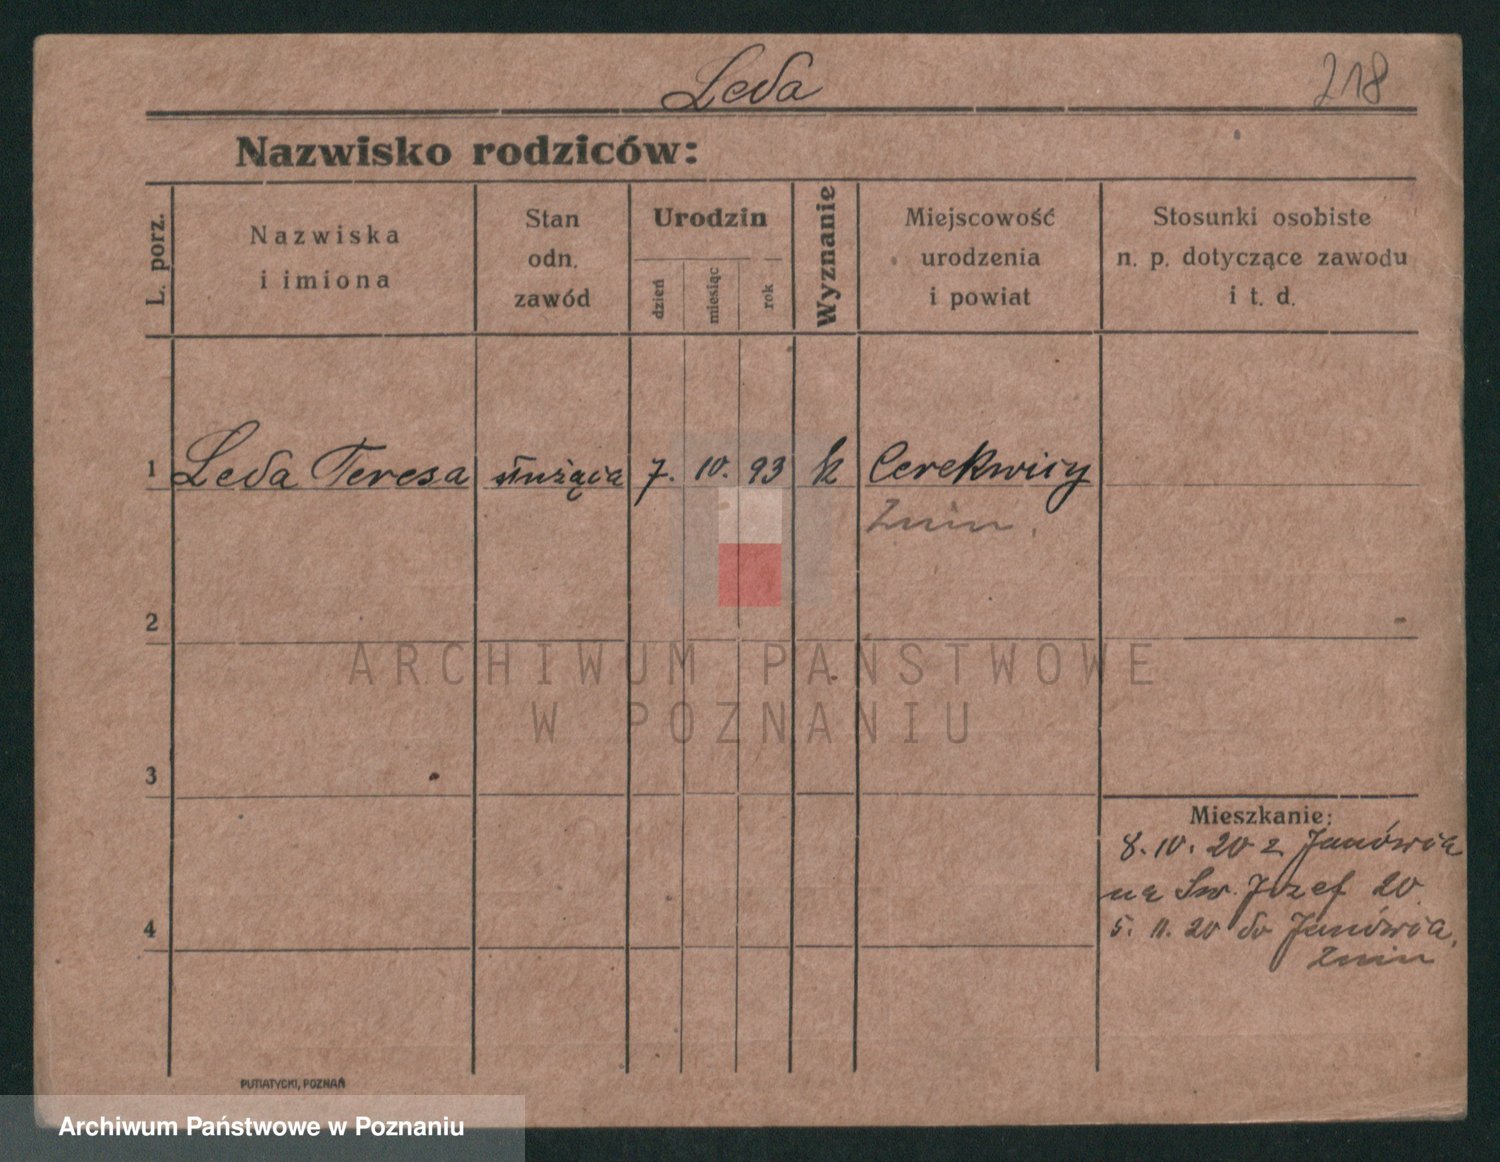 Leda
218
Nazwisko rodziców:
L. porz.
Nazwiska
i imiona
Stan
odn.
zawód
Urodzin
dzień
miesiąc
rok
Wyznanie
Miejscowość
urodzenia
i powiat
Stosunki osobiste
n. p. dotyczące zawodu
i t. d.
1 Leda Teresa służąca 7. 10. 93 k Cerekwicy
Znin.
2
ARCHIWUM PAŃSTWOWE
W POZNANIU
3
Mieszkanie:
8. 10. 20 z Janówca
na Św. Józef 20.
4
5. 11. 20 do Janówca,
Znin
PUTIATYCKI, POZNAŃ
Archiwum Państwowe w Poznaniu